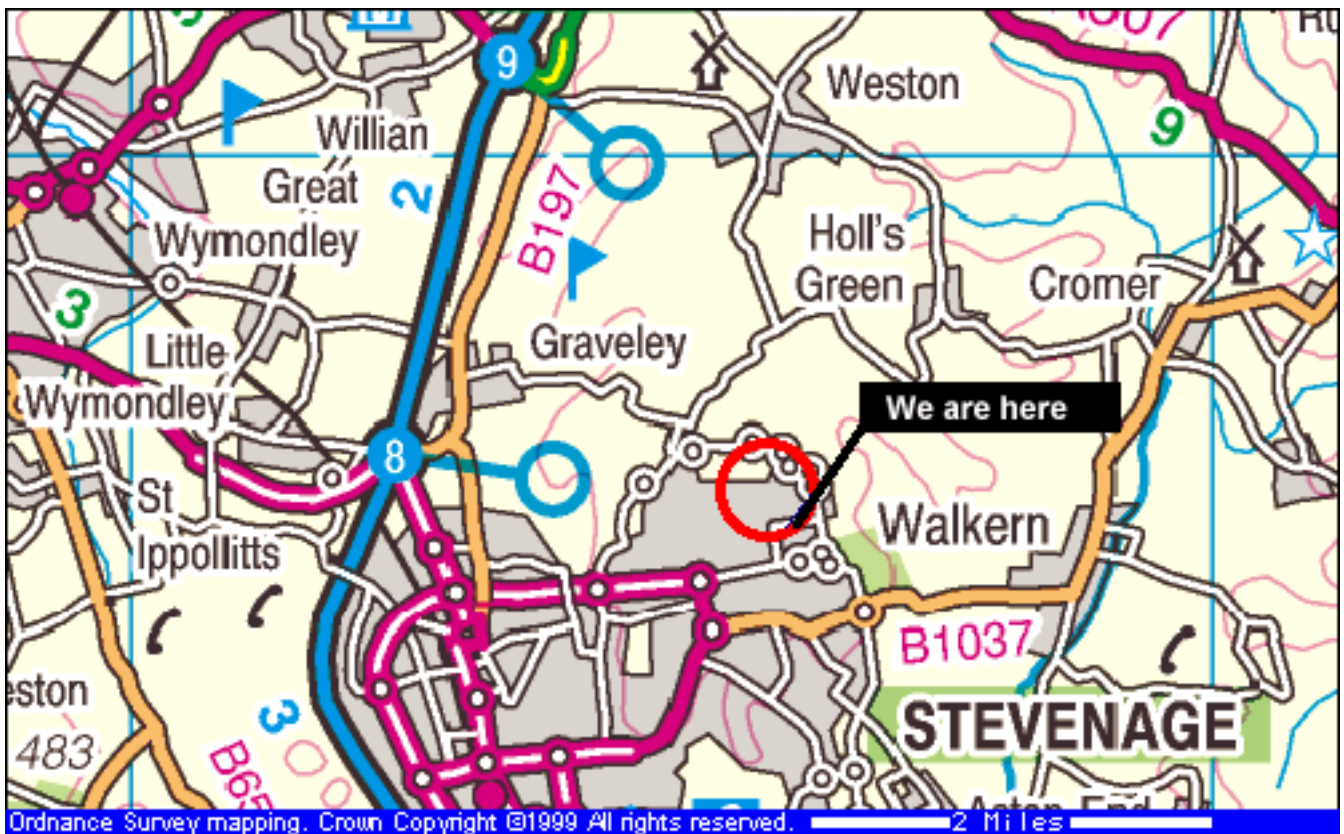 9
Weston
9
Willian
Great
Wymondley
2
B197
Holl's
Green
Cromer
3
Little
Wymondley
Graveley
We are here
8
St
Ippollitts
Walkern
B1037
STEVENAGE
483
3
Ordnance Survey mapping. Crown Copyright ©1999 All rights reserved. 2 Miles